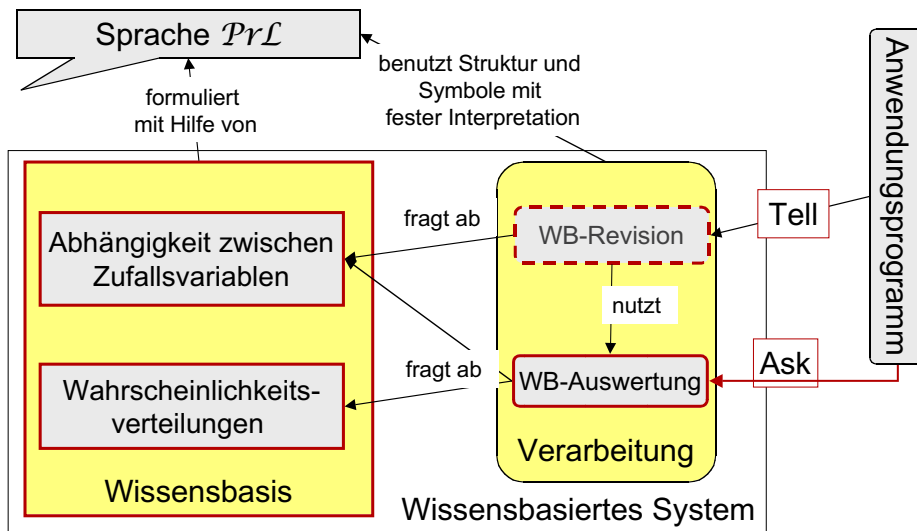 Sprache PrL
benutzt Struktur und
Symbole mit
fester Interpretation
formuliert
mit Hilfe von
Anwendungsprogramm
fragt ab
WB-Revision
Tell
Abhängigkeit zwischen
Zufallsvariablen
nutzt
fragt ab
Ask
WB-Auswertung
Wahrscheinlichkeits-
verteilungen
Verarbeitung
Wissensbasis
Wissensbasiertes System